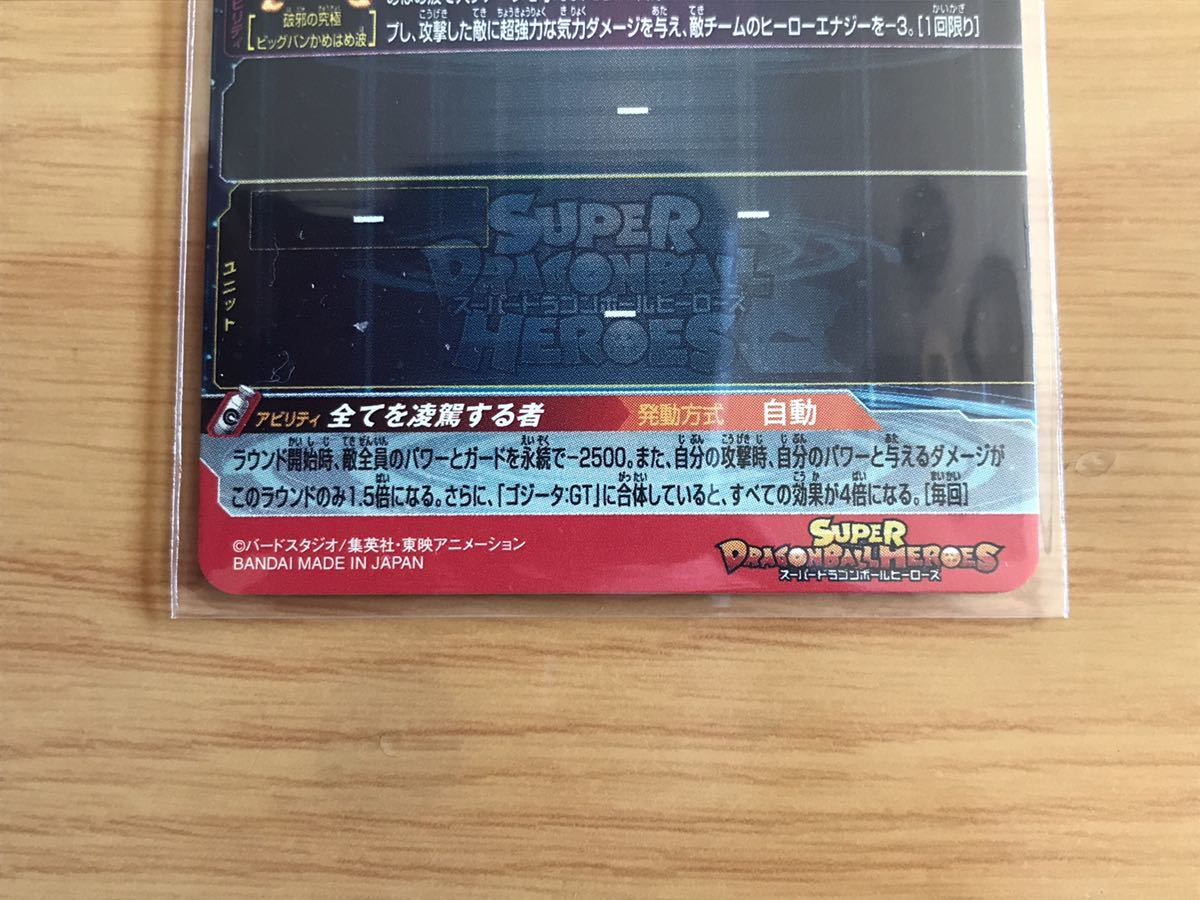 破邪の究極
ビッグバンかめはめ波
プし、攻撃した敵に超強力な気力ダメージを与え、敵チームのヒーローエナジーを-3。[1回限り]
ユニット
SUPER
DRAGONBALL
スーパードラゴンボールヒーローズ
HEROES
アビリティ 全てを凌駕する者 発動方式 自動
ラウンド開始時、敵全員のパワーとガードを永続で-2500。また、自分の攻撃時、自分のパワーと与えるダメージが
このラウンドのみ1.5倍になる。さらに、「ゴジータ:GT」に合体していると、すべての効果が4倍になる。[毎回]
©バードスタジオ/集英社・東映アニメーション
BANDAI MADE IN JAPAN
SUPER
DRAGONBALL HEROES
スーパードラゴンボールヒーローズ